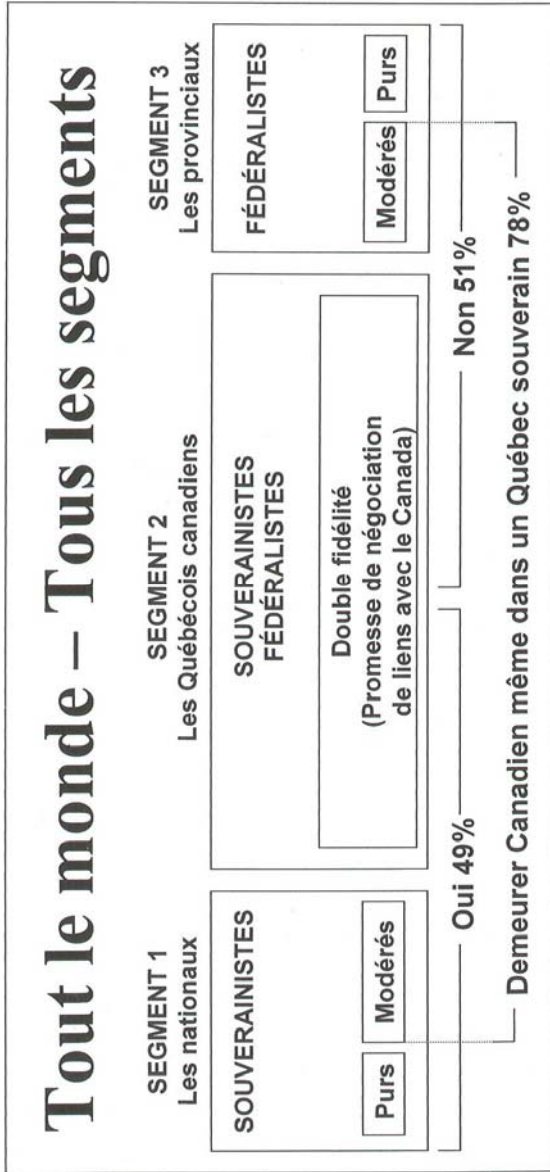 Tout le monde – Tous les segments
SEGMENT 1
Les nationaux
SOUVERAINISTES
Purs
Modérés
SEGMENT 2
Les Québécois canadiens
SOUVERAINISTES
FÉDÉRALISTES
Double fidélité
(Promesse de négociation
de liens avec le Canada)
SEGMENT 3
Les provinciaux
FÉDÉRALISTES
Modérés
Purs
Oui 49%
Non 51%
Demeurer Canadien même dans un Québec souverain 78%